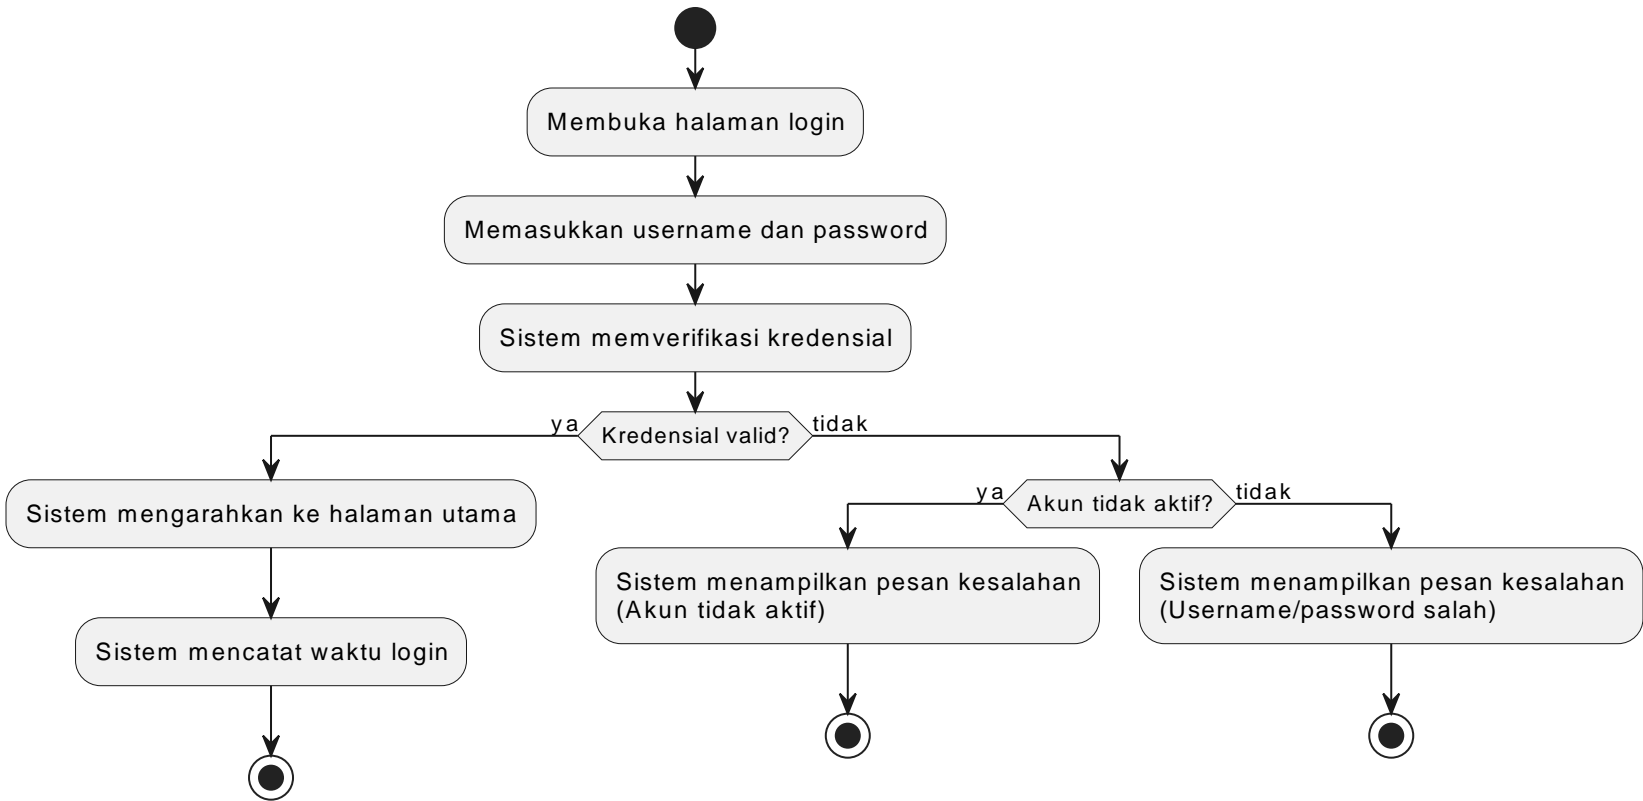 Membuka halaman login
Memasukkan username dan password
Sistem memverifikasi kredensial
ya
Kredensial valid?
tidak
Sistem mengarahkan ke halaman utama
Sistem mencatat waktu login
ya
Akun tidak aktif?
tidak
Sistem menampilkan pesan kesalahan
(Akun tidak aktif)
Sistem menampilkan pesan kesalahan
(Username/password salah)